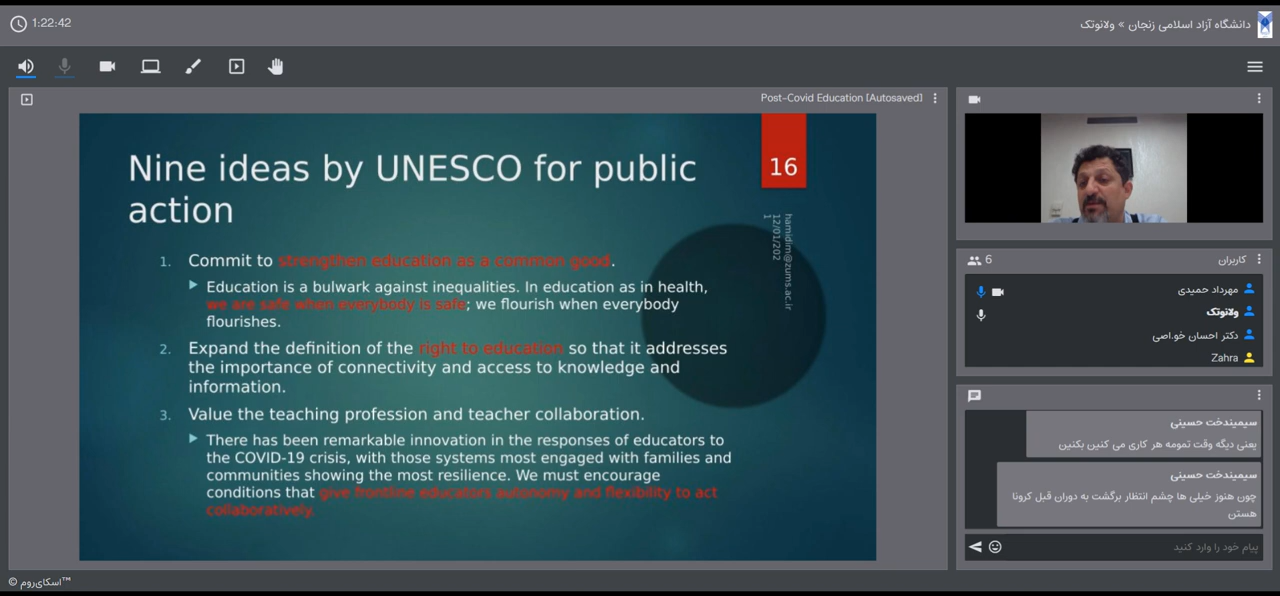 1:22:42
دانشگاه آزاد اسلامی زنجان » ولانوتک
Post-Covid Education [Autosaved]
Nine ideas by UNESCO for public
action
16
hamidim@zums.ac.ir
12/01/202
1
1. Commit to strengthen education as a common good.
Education is a bulwark against inequalities. In education as in health,
we are safe when everybody is safe; we flourish when everybody
flourishes.
2. Expand the definition of the right to education so that it addresses
the importance of connectivity and access to knowledge and
information.
3. Value the teaching profession and teacher collaboration.
There has been remarkable innovation in the responses of educators to
the COVID-19 crisis, with those systems most engaged with families and
communities showing the most resilience. We must encourage
conditions that give frontline educators autonomy and flexibility to act
collaboratively.
کاربران
6
مهرداد حمیدی
ولانوتک
دکتر احسان خو.اصی
Zahra
سیمیندخت حسینی
یعنی دیگه وقت تمومه هر کاری می کنین بکنین
سیمیندخت حسینی
چون هنوز خیلی ها چشم انتظار برگشت به دوران قبل کرونا
هستن
پیام خود را وارد کنید
© اسکای‌روم™